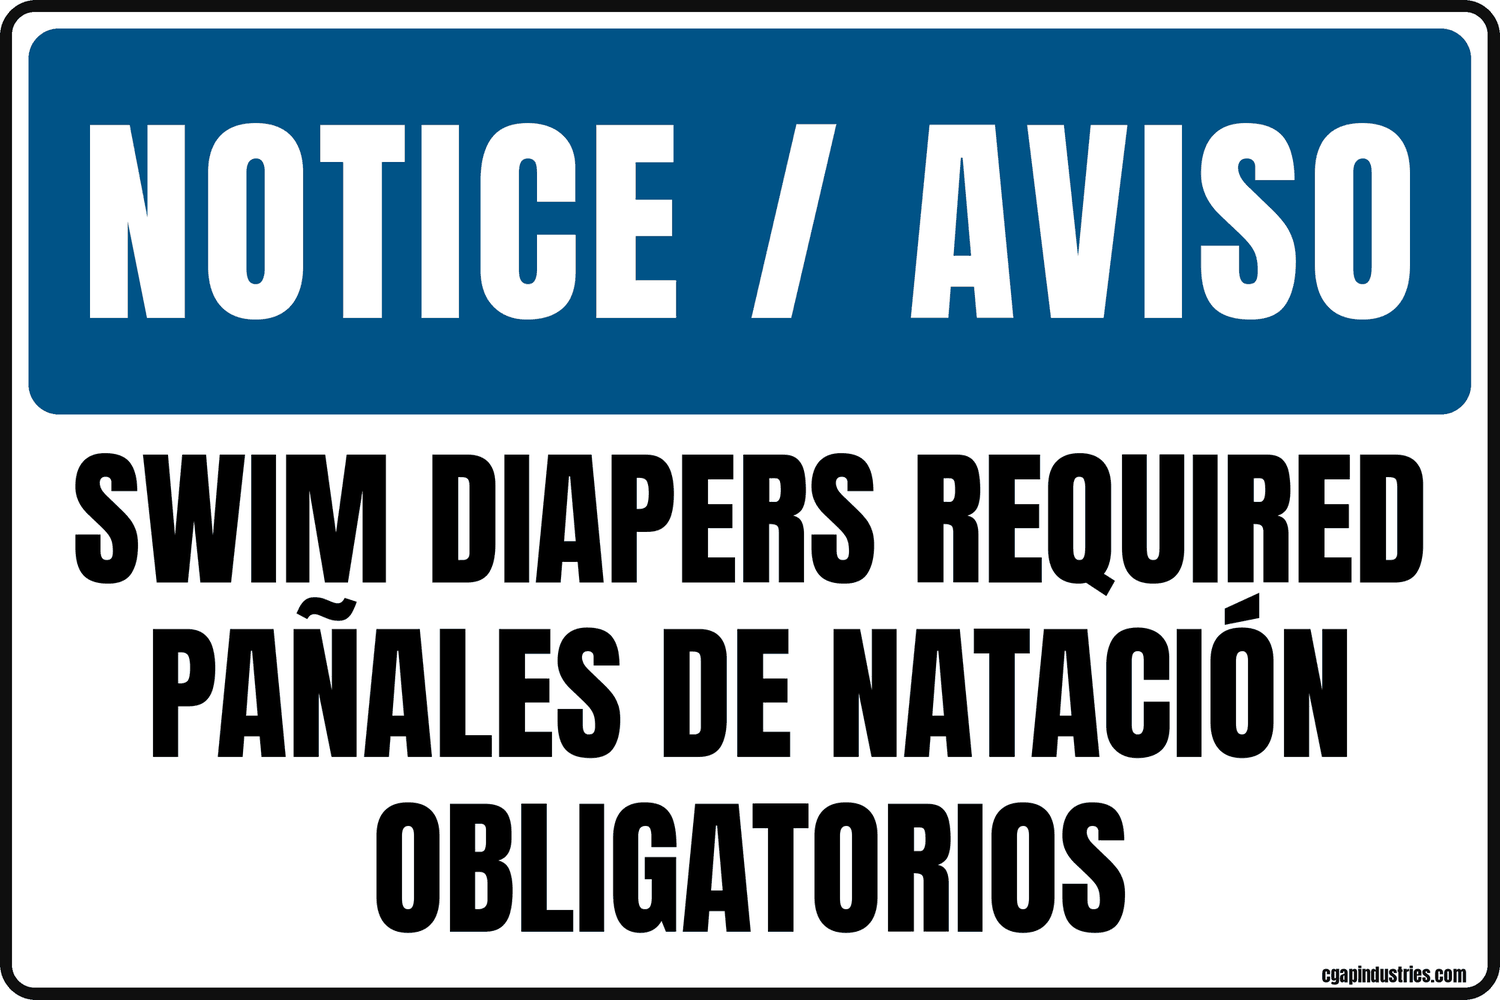 NOTICE / AVISO
SWIM DIAPERS REQUIRED
PAÑALES DE NATACIÓN
OBLIGATORIOS
cgapindustries.com